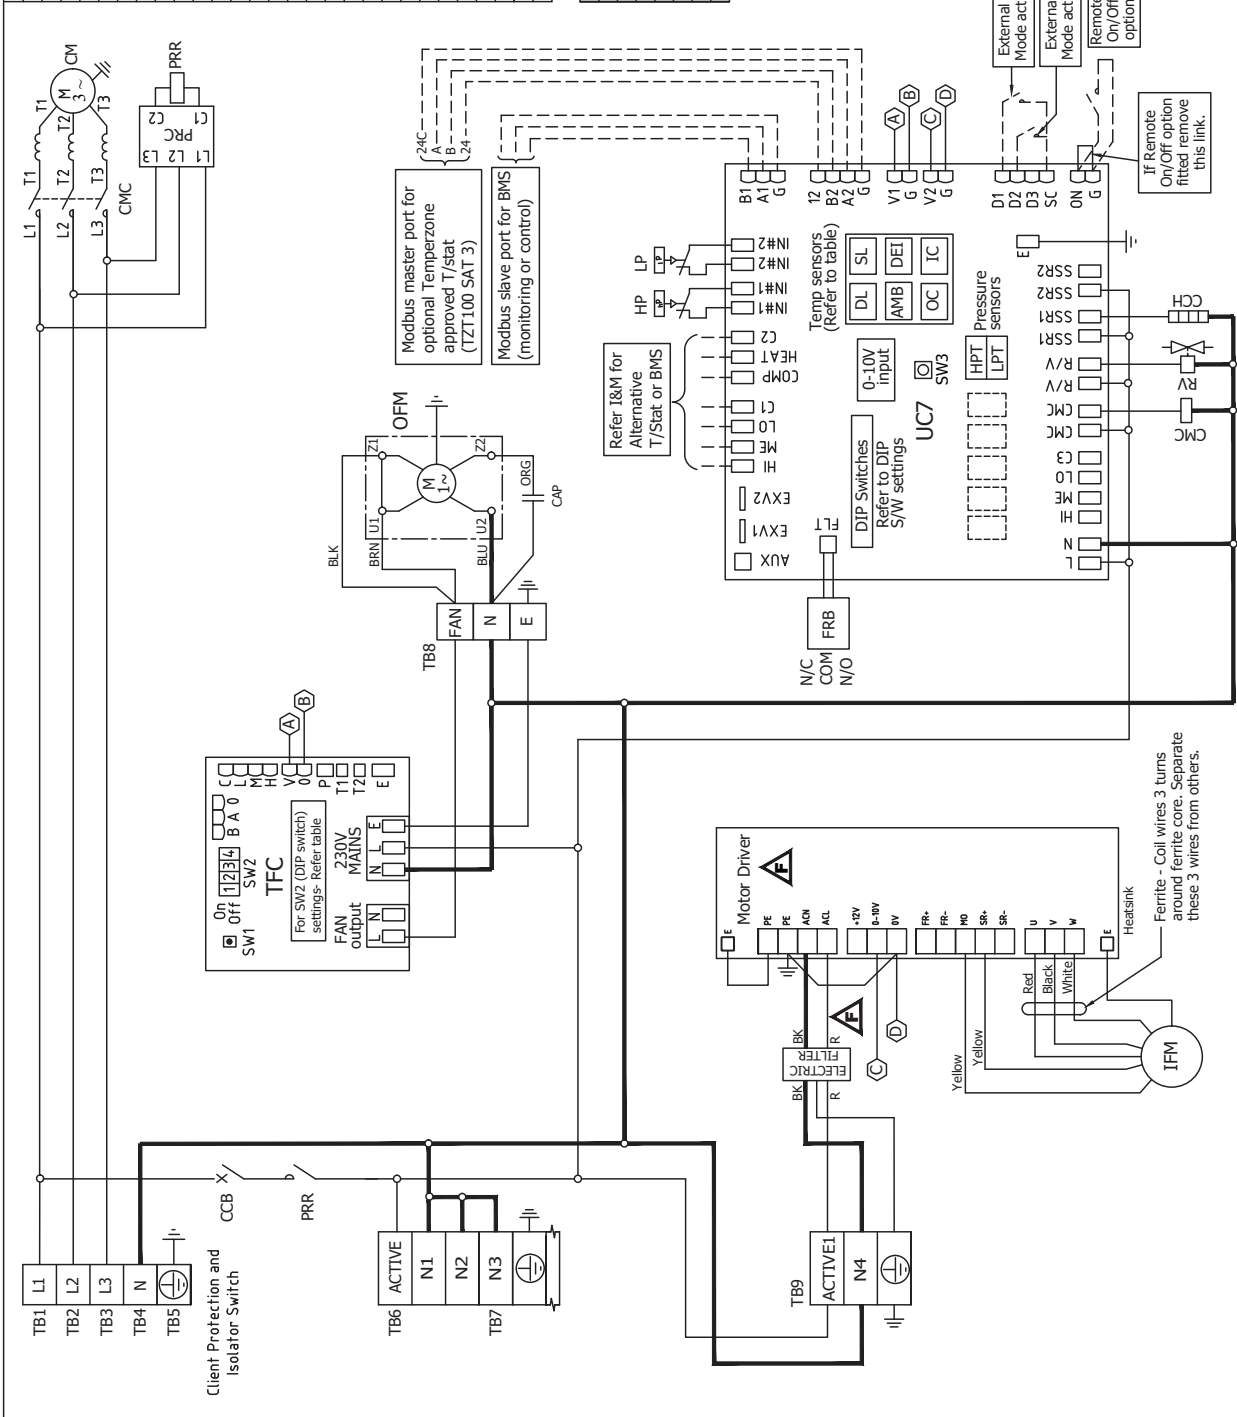 CM
M
3 ~
T1
T2
T3
PRR
C2
C1
PRC
L3 L2 L1
T1
T2
T3
CMC
L1
L2
L3
24C
A
B
24
Modbus master port for
optional Temperzone
approved T/stat
(TZT100 SAT 3)
Modbus slave port for BMS
(monitoring or control)
External
Mode act
External
Mode act
Remote
On/Off
option
A
B
C
D
If Remote
On/Off option
fitted remove
this link.
B1
A1
G
12
B2
A2
G
V1
G
V2
G
D1
D2
D3
SC
ON
G
LP
HP
IN#2
IN#2
IN#1
IN#1
C2
HEAT
COMP
C1
LO
ME
HI
EXV2
EXV1
AUX
Refer I&M for
Alternative
T/Stat or BMS
Temp sensors
(Refer to table)
SL
DEI
IC
DL
AMB
OC
0-10V
input
SW3
Pressure
sensors
HPT
LPT
UC7
DIP Switches
Refer to DIP
S/W settings
FLT
FRB
N/C
COM
N/O
E
SSR2
SSR2
SSR1
SSR1
R/V
R/V
CMC
CMC
C3
LO
ME
HI
N
L
CCH
RV
CMC
OFM
M
1~
Z1
Z2
U1
U2
BLK
BRN
BLU
ORG
CAP
TB8
FAN
N
E
A
B
C
L
M
H
V
0
P
T1
T2
E
B A 0
On
Off
1 2 3 4
SW2
SW1
TFC
For SW2 (DIP switch)
settings- Refer table
230V
MAINS
N L E
FAN
output
L N
Motor Driver
F
E
PE
PE
ACN
ACL
+12V
0-10V
0V
FR+
FR-
MO
SR+
SR-
U
V
W
E
Heatsink
Ferrite - Coil wires 3 turns
around ferrite core. Separate
these 3 wires from others.
Red
Black
White
Yellow
Yellow
IFM
F
BK
R
ELECTRIC
FILTER
BK
R
C
D
CCB
PRR
TB1
L1
TB2
L2
TB3
L3
TB4
N
TB5
Client Protection and
Isolator Switch
TB6
ACTIVE
N1
N2
TB7
N3
TB9
ACTIVE1
N4